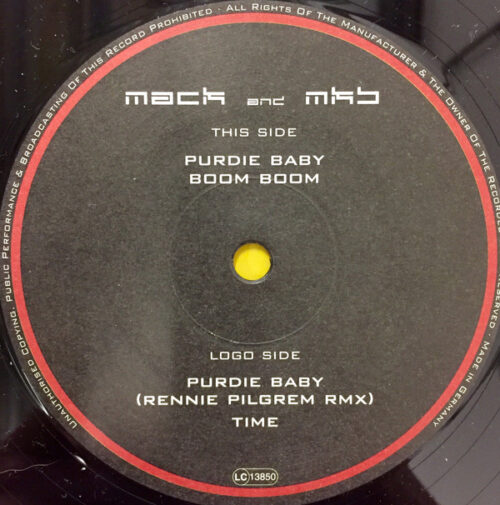 mack and mkb
THIS SIDE
PURDIE BABY
BOOM BOOM
LOGO SIDE
PURDIE BABY
(RENNIE PILGREM RMX)
TIME
LC 13850
Unauthorised Copying, Public Performance & Broadcasting Of This Record Prohibited · All Rights Of The Manufacturer & The Owner Of The Recorded
Reserved · Made in Germany